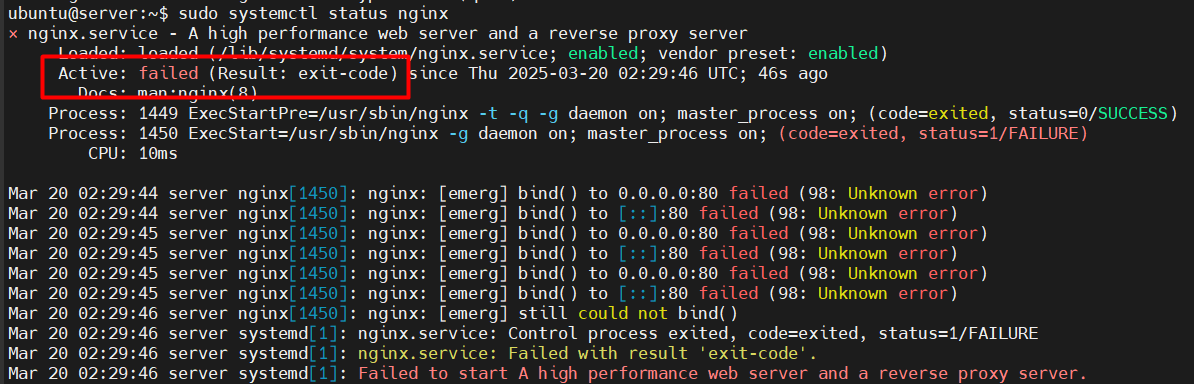 ubuntu@server:~$ sudo systemctl status nginx
× nginx.service - A high performance web server and a reverse proxy server
Loaded: loaded (/lib/systemd/system/nginx.service; enabled; vendor preset: enabled)
Active: failed (Result: exit-code) since Thu 2025-03-20 02:29:46 UTC; 46s ago
Docs: man:nginx(8)
Process: 1449 ExecStartPre=/usr/sbin/nginx -t -q -g daemon on; master_process on; (code=exited, status=0/SUCCESS)
Process: 1450 ExecStart=/usr/sbin/nginx -g daemon on; master_process on; (code=exited, status=1/FAILURE)
CPU: 10ms
Mar 20 02:29:44 server nginx[1450]: nginx: [emerg] bind() to 0.0.0.0:80 failed (98: Unknown error)
Mar 20 02:29:44 server nginx[1450]: nginx: [emerg] bind() to [::]:80 failed (98: Unknown error)
Mar 20 02:29:45 server nginx[1450]: nginx: [emerg] bind() to 0.0.0.0:80 failed (98: Unknown error)
Mar 20 02:29:45 server nginx[1450]: nginx: [emerg] bind() to [::]:80 failed (98: Unknown error)
Mar 20 02:29:45 server nginx[1450]: nginx: [emerg] bind() to 0.0.0.0:80 failed (98: Unknown error)
Mar 20 02:29:45 server nginx[1450]: nginx: [emerg] bind() to [::]:80 failed (98: Unknown error)
Mar 20 02:29:46 server nginx[1450]: nginx: [emerg] still could not bind()
Mar 20 02:29:46 server systemd[1]: nginx.service: Control process exited, code=exited, status=1/FAILURE
Mar 20 02:29:46 server systemd[1]: nginx.service: Failed with result 'exit-code'.
Mar 20 02:29:46 server systemd[1]: Failed to start A high performance web server and a reverse proxy server.